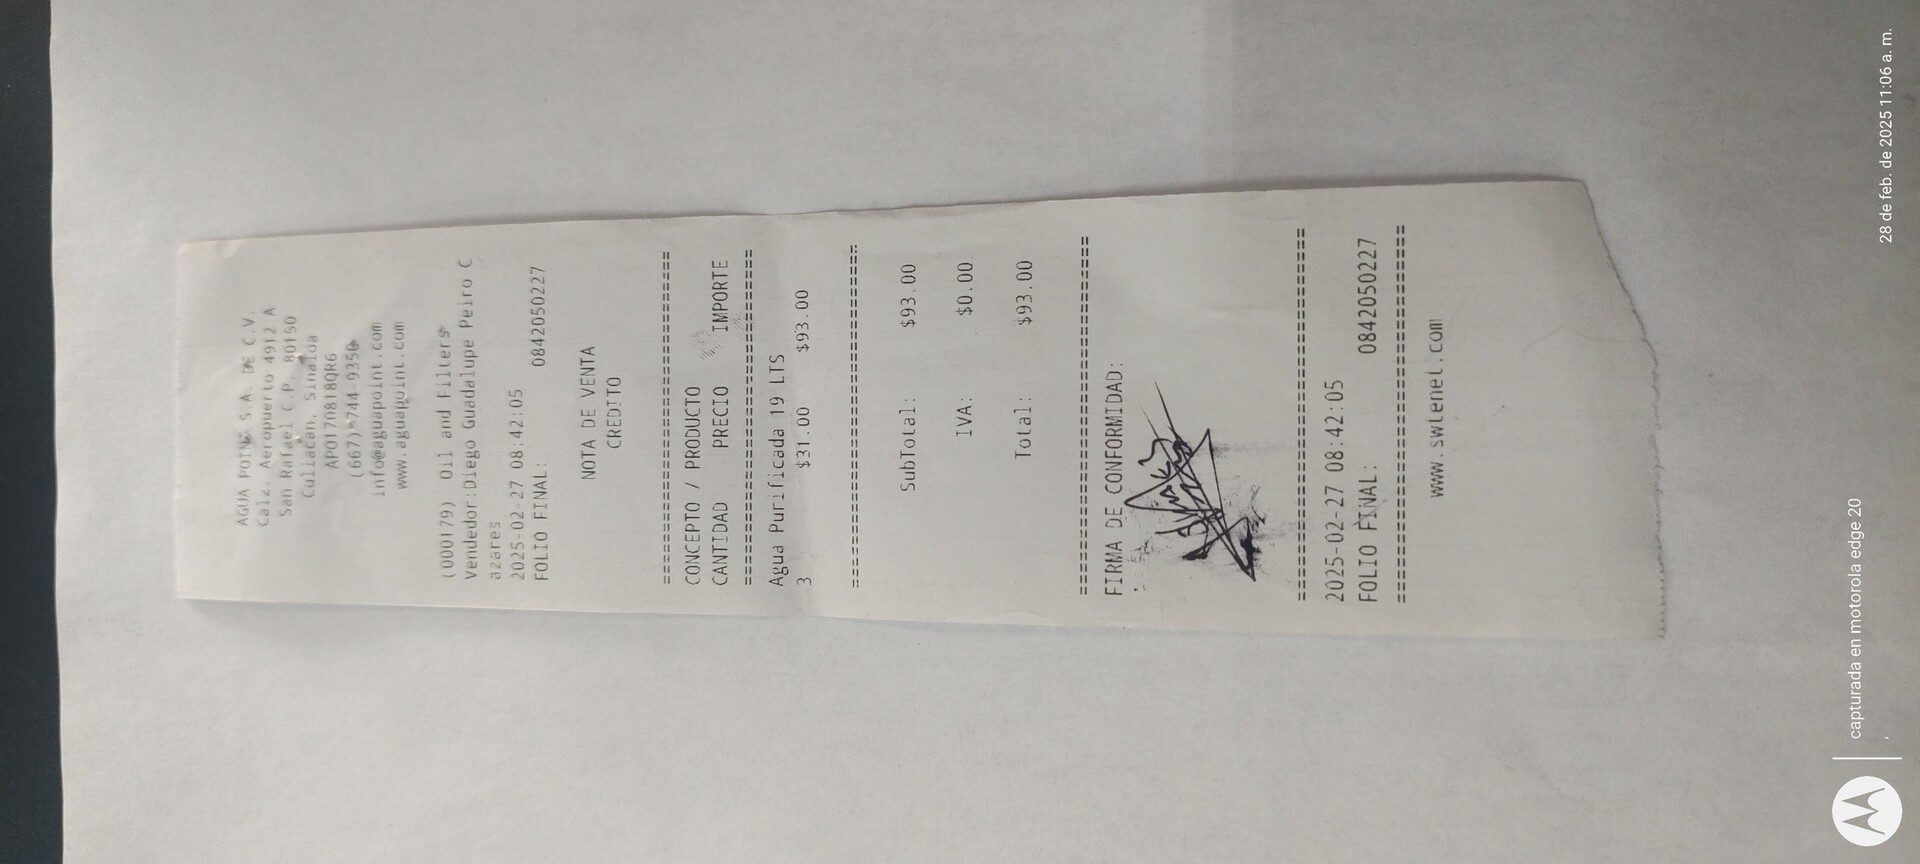 AGUA POINT S.A. DE C.V.
Calz. Aeropuerto 4912 A
San Rafael C.P. 80150
Culiacan, Sinaloa
APO170818QR6
(667)-744-9350
info@aguapoint.com
www.aguapoint.com
(000179) Oil and Filters
Vendedor:Diego Guadalupe Peiro C
azares
2025-02-27 08:42:05
FOLIO FINAL: 0842050227
NOTA DE VENTA
CREDITO
================================
CONCEPTO / PRODUCTO
CANTIDAD PRECIO IMPORTE
================================
Agua Purificada 19 LTS
3 $31.00 $93.00
================================
SubTotal: $93.00
IVA: $0.00
Total: $93.00
================================
FIRMA DE CONFORMIDAD:
================================
2025-02-27 08:42:05
FOLIO FINAL: 0842050227
================================
www.swtenel.com
capturada en motorola edge 20
28 de feb. de 2025 11:06 a. m.